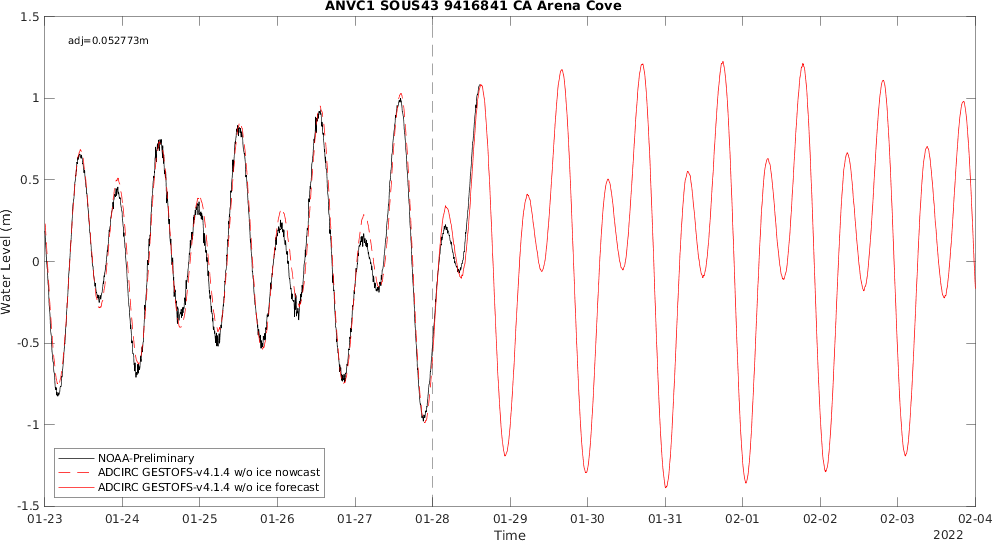 ANVC1 SOUS43 9416841 CA Arena Cove
adj=0.052773m
1.5
1
0.5
0
-0.5
-1
-1.5
Water Level (m)
NOAA-Preliminary
ADCIRC GESTOFS-v4.1.4 w/o ice nowcast
ADCIRC GESTOFS-v4.1.4 w/o ice forecast
01-23 01-24 01-25 01-26 01-27 01-28 01-29 01-30 01-31 02-01 02-02 02-03 02-04
Time
2022